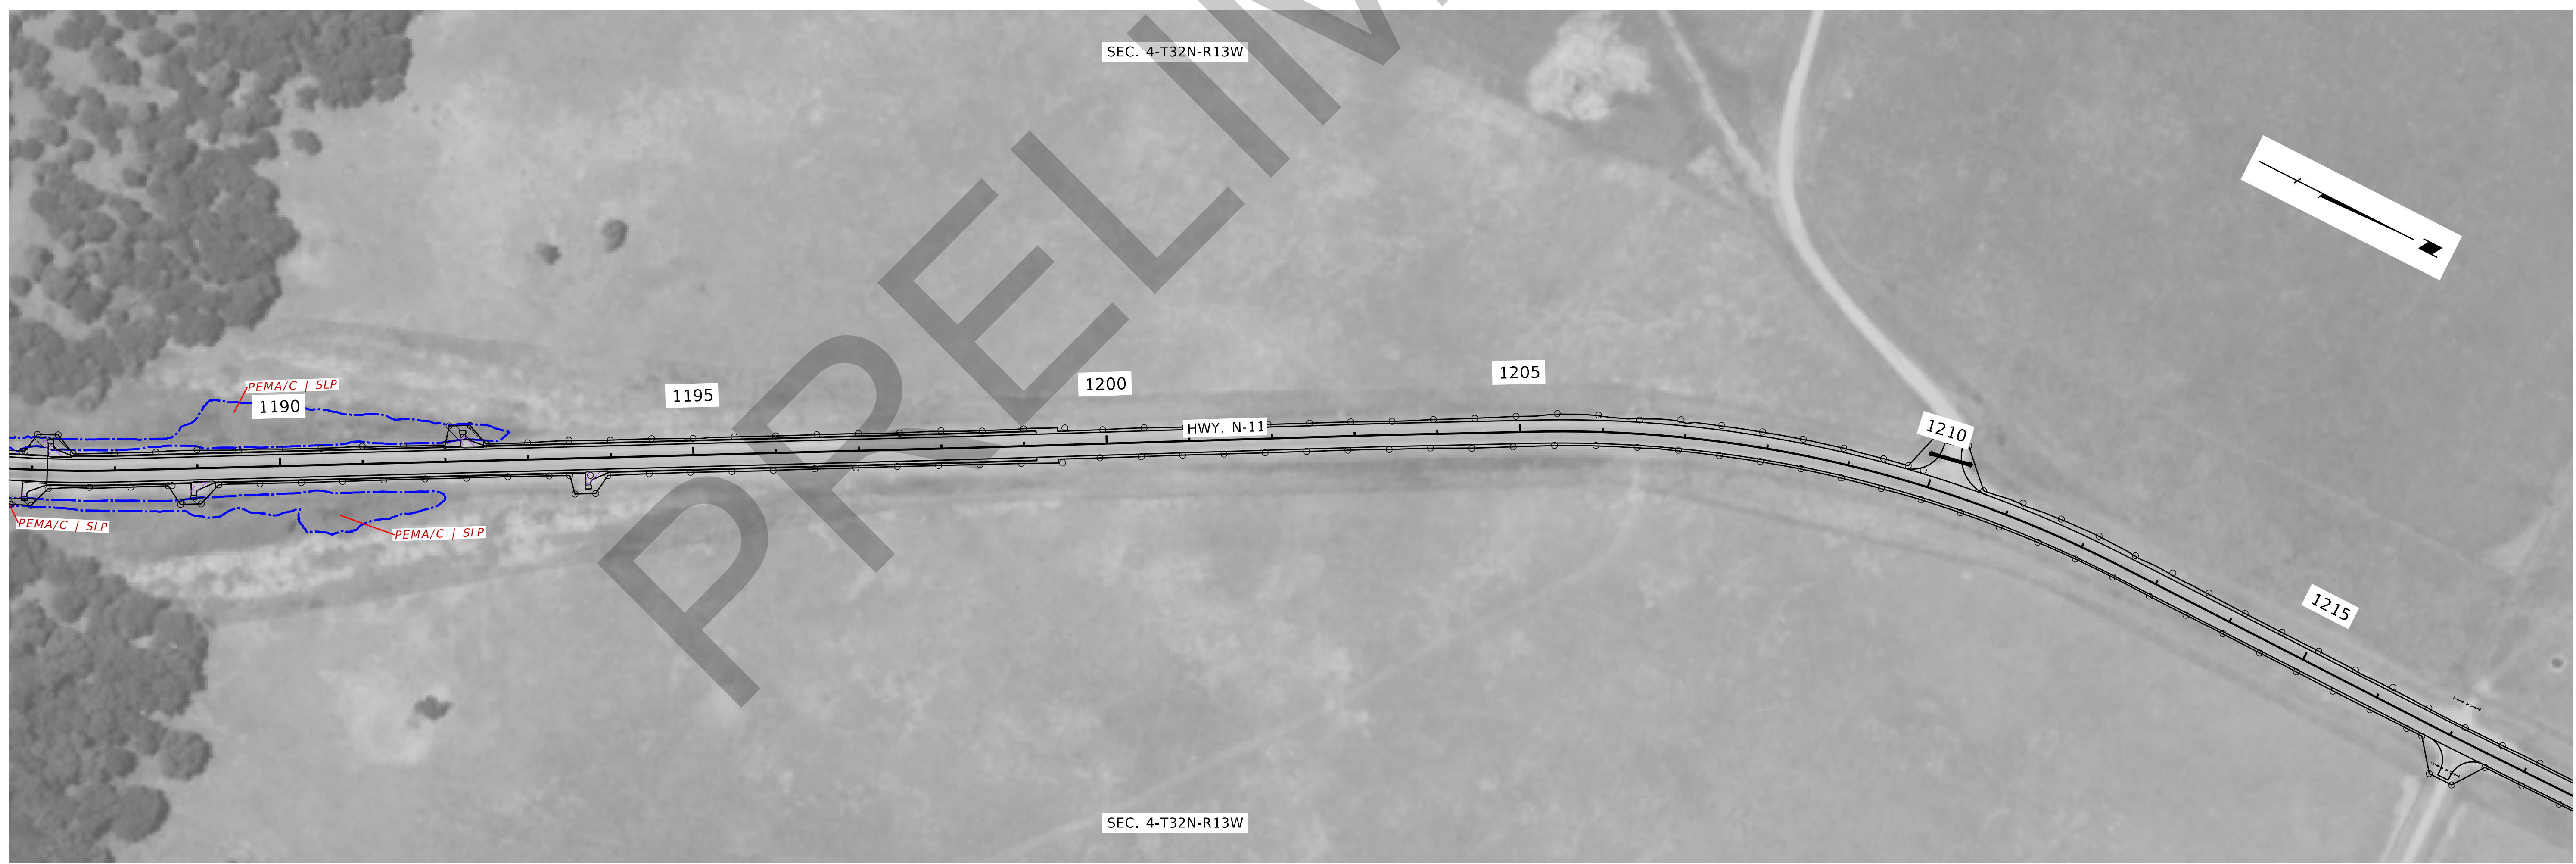 SEC. 4-T32N-R13W
PRELIM
1205
1200
1195
PEMA/C | SLP
1190
HWY. N-11
1210
PEMA/C | SLP
PEMA/C | SLP
1215
SEC. 4-T32N-R13W